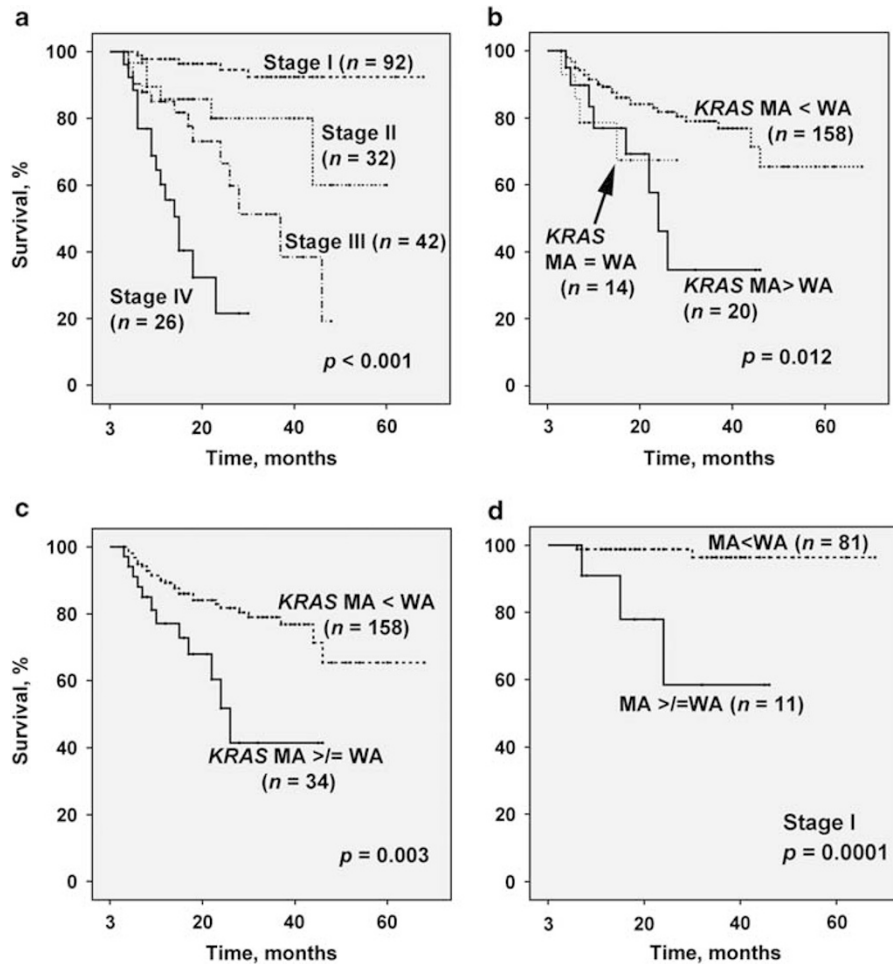 a
100
80
60
40
20
0
Survival, %
Stage I (n = 92)
Stage II
(n = 32)
Stage III (n = 42)
Stage IV
(n = 26)
p < 0.001
3 20 40 60
Time, months
b
100
80
60
40
20
0
KRAS MA < WA
(n = 158)
KRAS
MA = WA
(n = 14)
KRAS MA> WA
(n = 20)
p = 0.012
3 20 40 60
Time, months
c
100
80
60
40
20
0
Survival, %
KRAS MA < WA
(n = 158)
KRAS MA >/= WA
(n = 34)
p = 0.003
3 20 40 60
Time, months
d
100
80
60
40
20
0
MA<WA (n = 81)
MA >/=WA (n = 11)
Stage I
p = 0.0001
3 20 40 60
Time, months